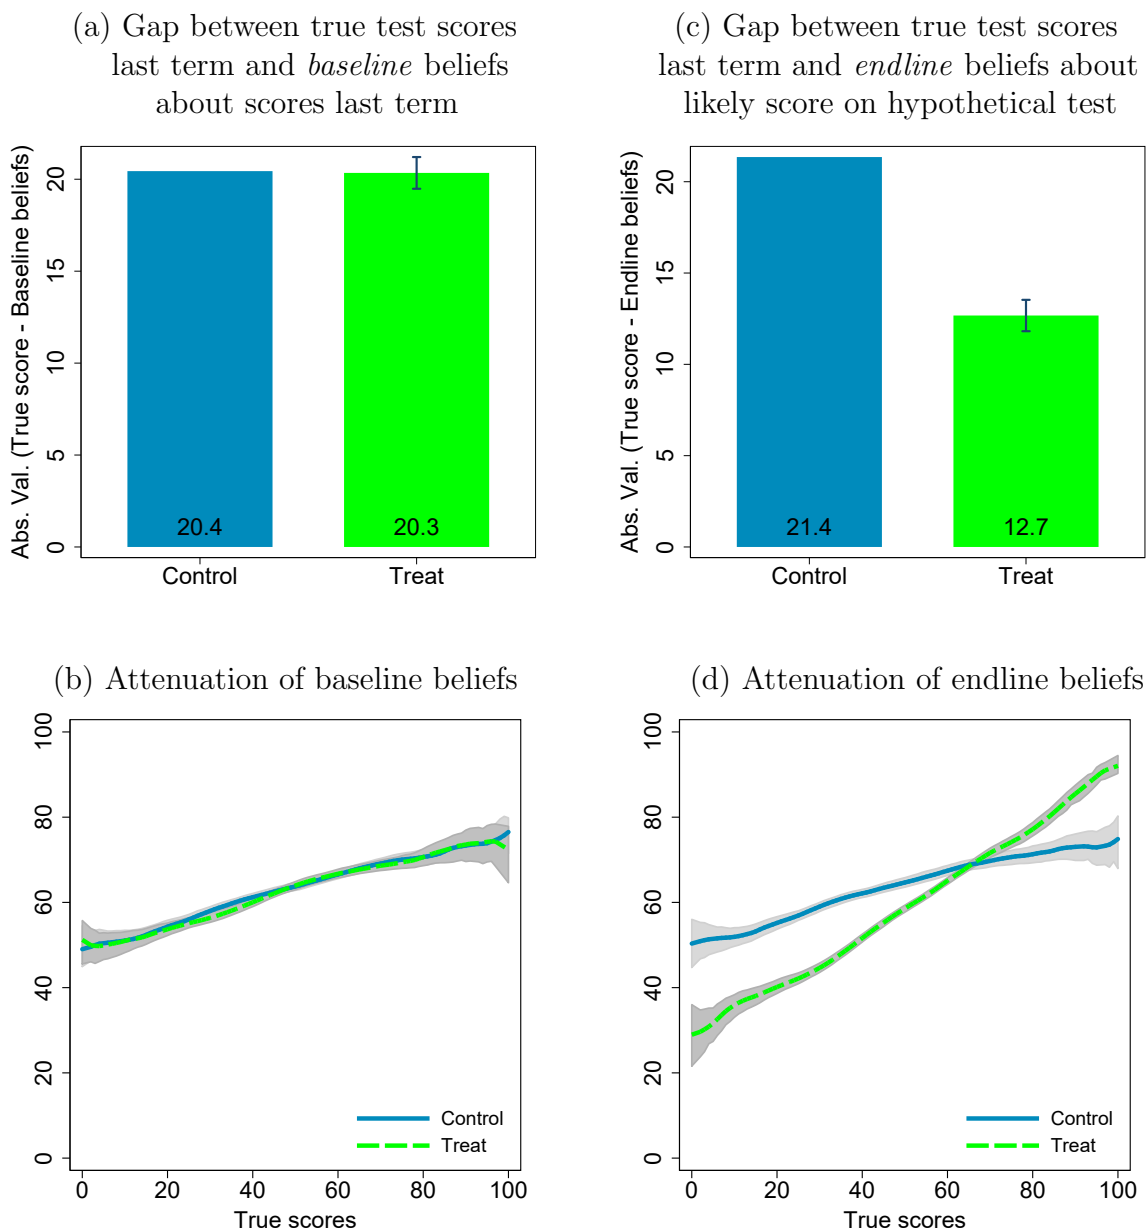 (a) Gap between true test scores
last term and baseline beliefs
about scores last term
Abs. Val. (True score - Baseline beliefs)
20
15
10
5
0
20.4
20.3
Control
Treat
(c) Gap between true test scores
last term and endline beliefs about
likely score on hypothetical test
Abs. Val. (True score - Endline beliefs)
20
15
10
5
0
21.4
12.7
Control
Treat
(b) Attenuation of baseline beliefs
100
80
60
40
20
0
Control
Treat
0 20 40 60 80 100
True scores
(d) Attenuation of endline beliefs
100
80
60
40
20
0
Control
Treat
0 20 40 60 80 100
True scores